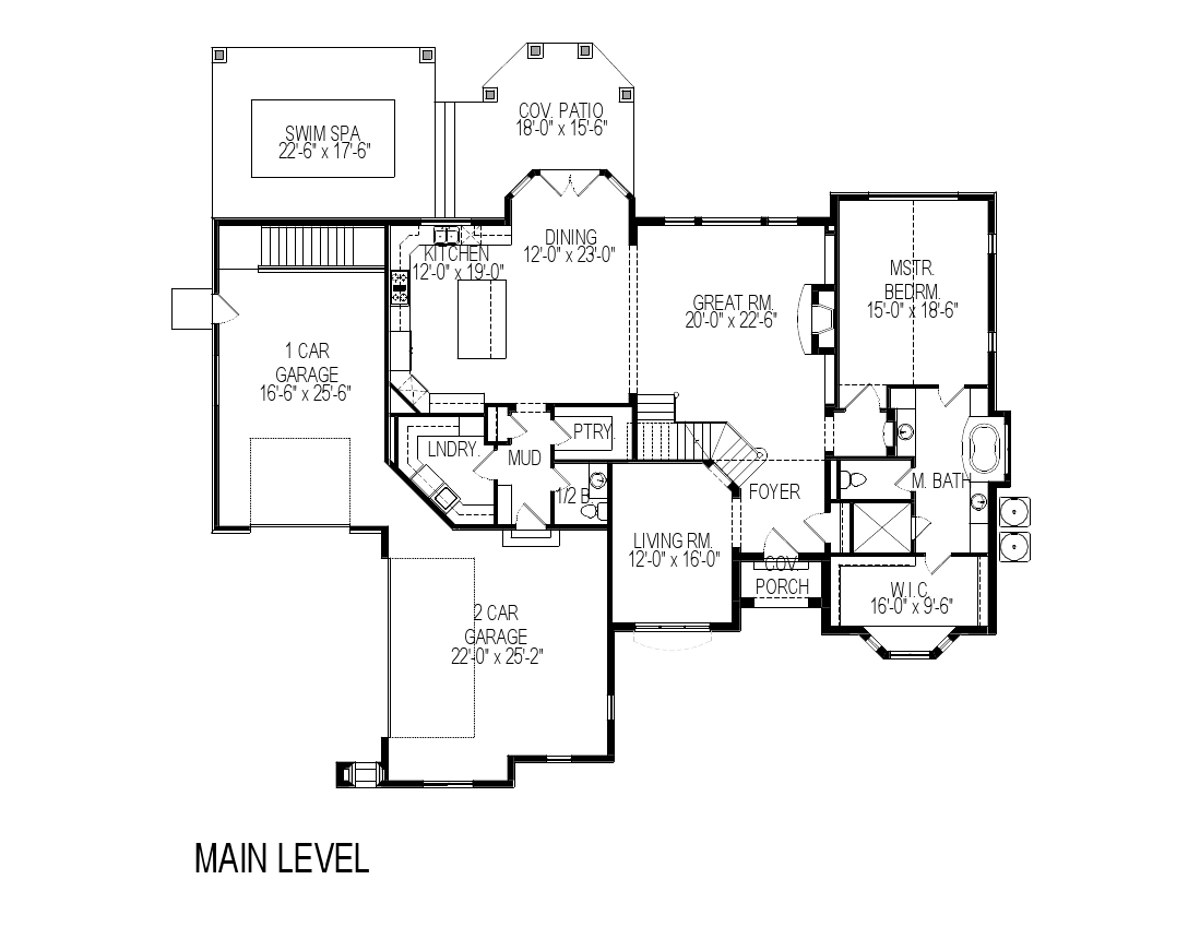 COV. PATIO
18'-0" x 15'-6"
SWIM SPA
22'-6" x 17'-6"
DINING
12'-0" x 23'-0"
KITCHEN
12'-0" x 19'-0"
MSTR.
BEDRM.
15'-0" x 18'-6"
GREAT RM.
20'-0" x 22'-6"
1 CAR
GARAGE
16'-6" x 25'-6"
PTRY.
LNDRY.
MUD
1/2 B.
FOYER
M. BATH
LIVING RM.
12'-0" x 16'-0"
COV.
PORCH
W.I.C
16'-0" x 9'-6"
2 CAR
GARAGE
22'-0" x 25'-2"
MAIN LEVEL